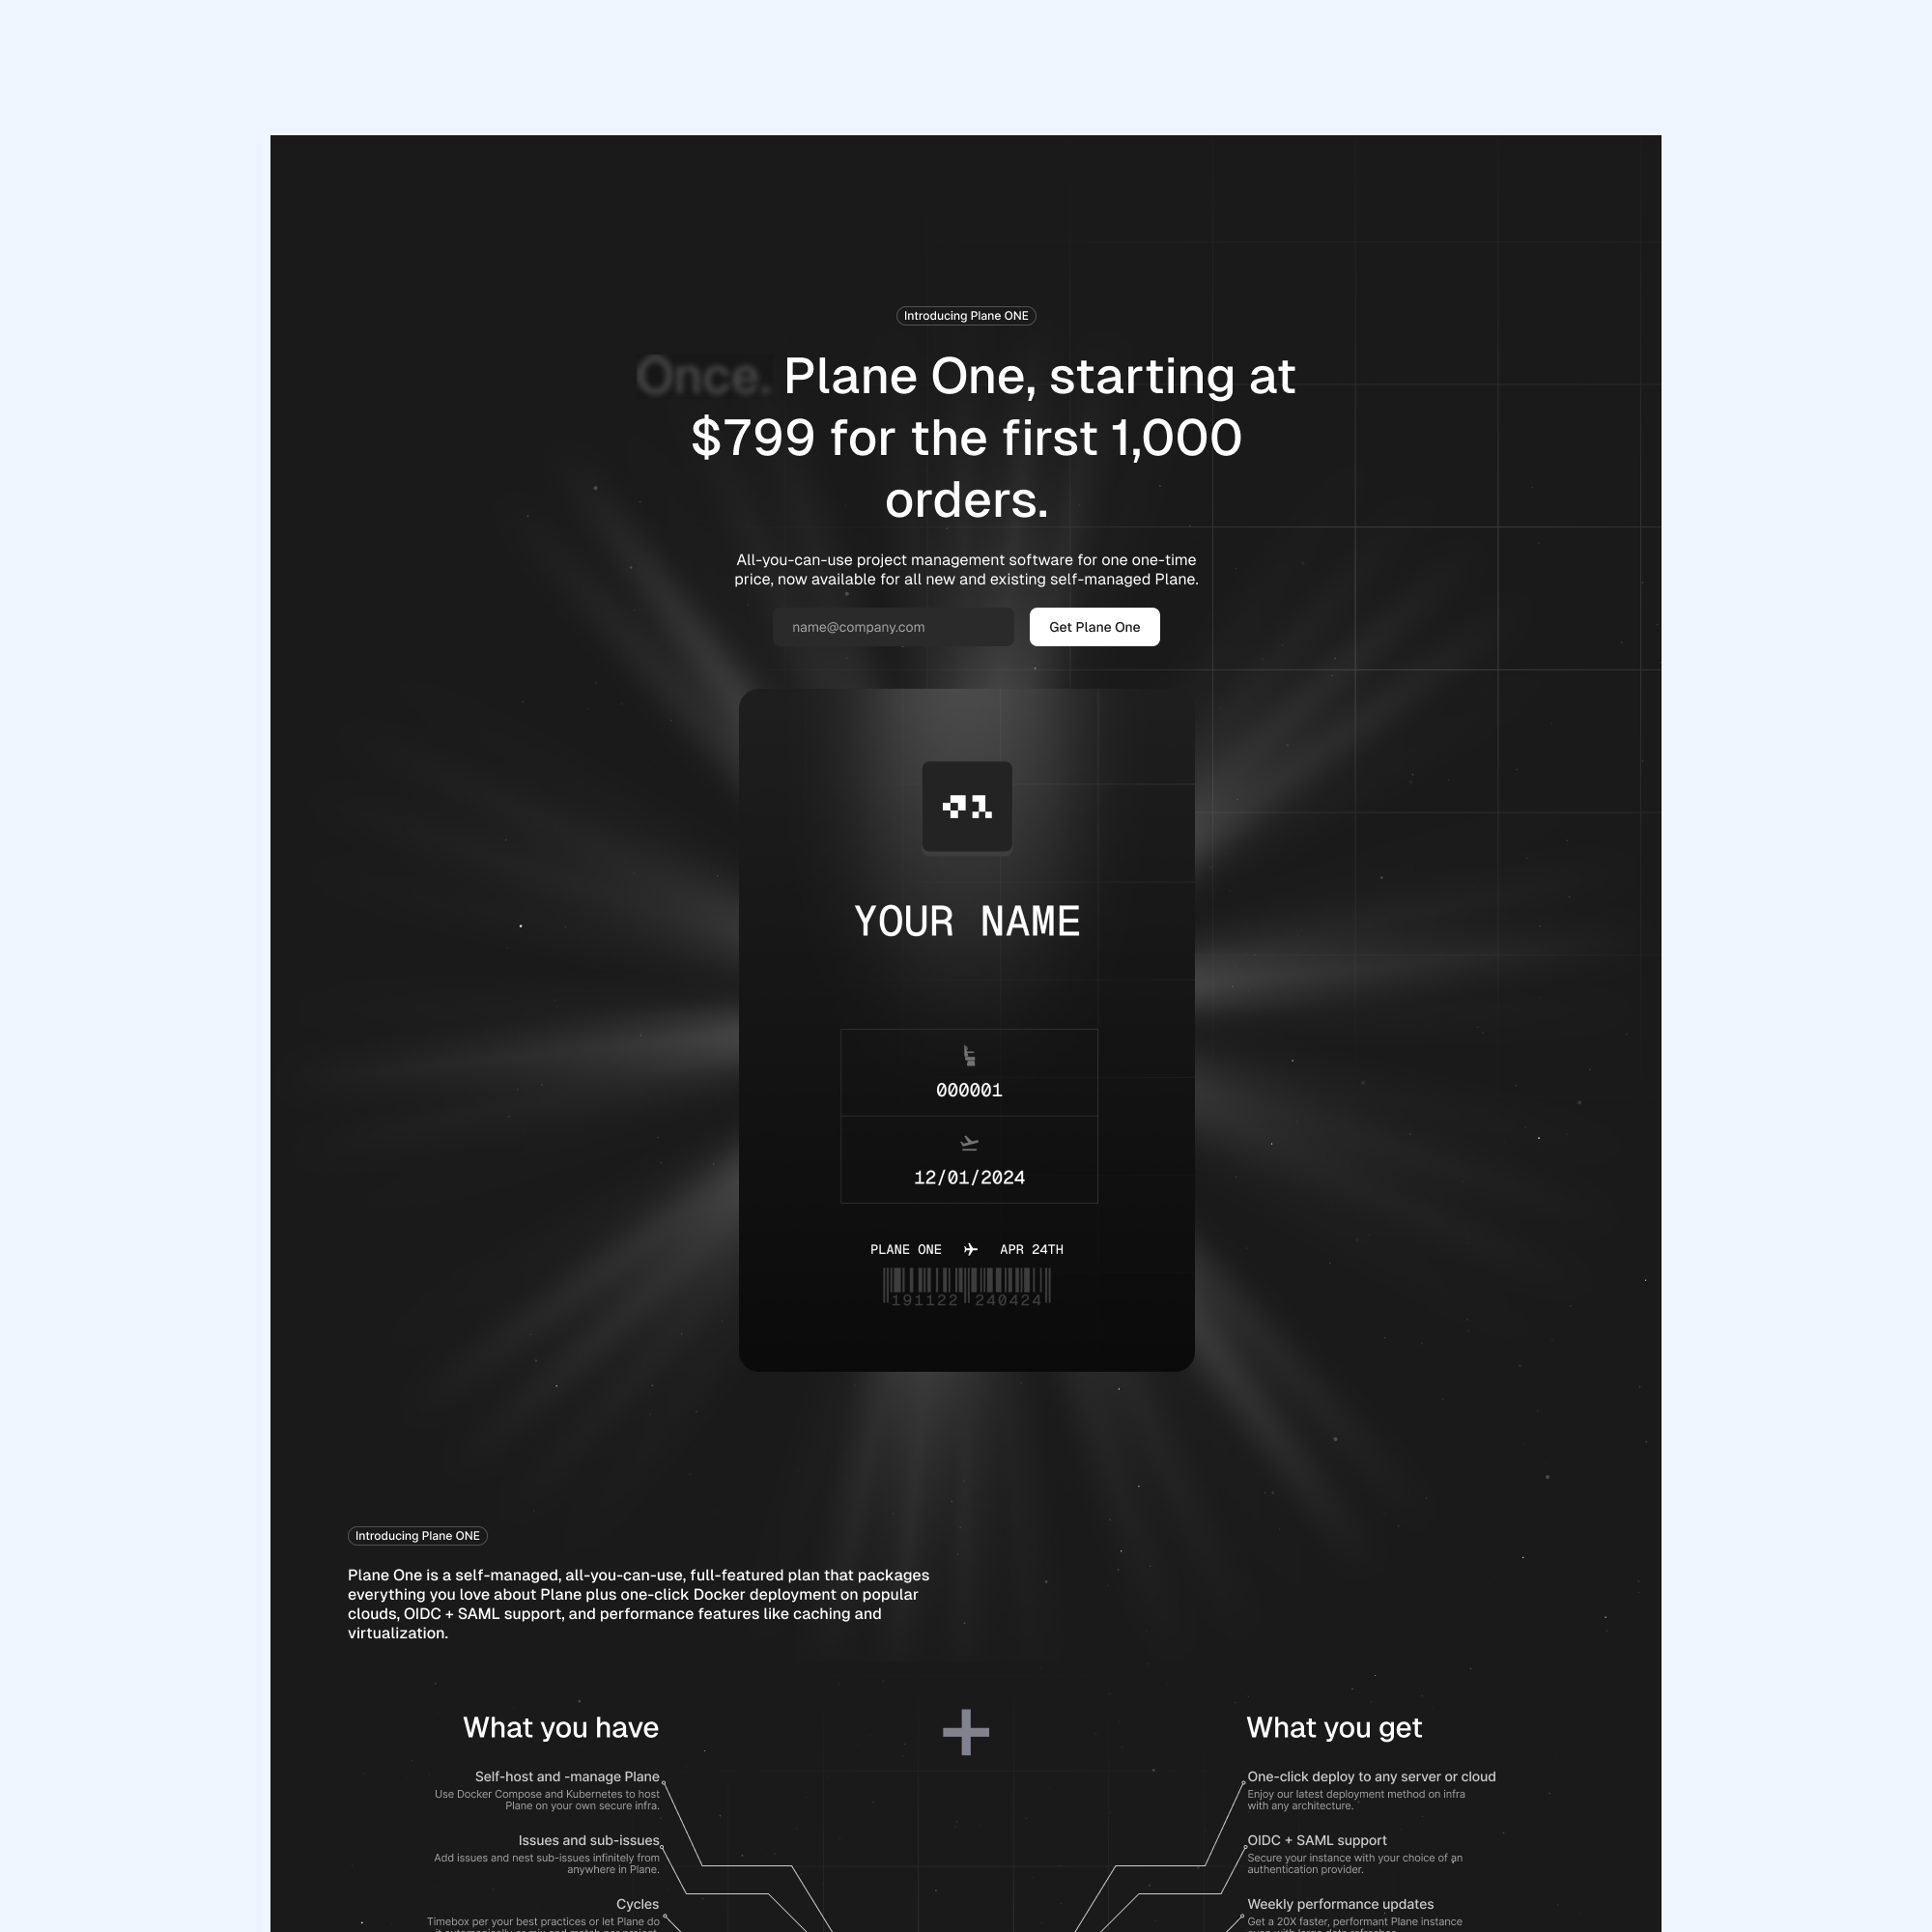 Introducing Plane ONE
Once. Plane One, starting at
$799 for the first 1,000
orders.
All-you-can-use project management software for one one-time
price, now available for all new and existing self-managed Plane.
name@company.com
Get Plane One
YOUR NAME
000001
12/01/2024
PLANE ONE
APR 24TH
191122 240424
Introducing Plane ONE
Plane One is a self-managed, all-you-can-use, full-featured plan that packages
everything you love about Plane plus one-click Docker deployment on popular
clouds, OIDC + SAML support, and performance features like caching and
virtualization.
What you have
Self-host and -manage Plane
Use Docker Compose and Kubernetes to host
Plane on your own secure infra.
Issues and sub-issues
Add issues and nest sub-issues infinitely from
anywhere in Plane.
Cycles
Timebox per your best practices or let Plane do
+
What you get
One-click deploy to any server or cloud
Enjoy our latest deployment method on infra
with any architecture.
OIDC + SAML support
Secure your instance with your choice of an
authentication provider.
Weekly performance updates
Get a 20X faster, performant Plane instance